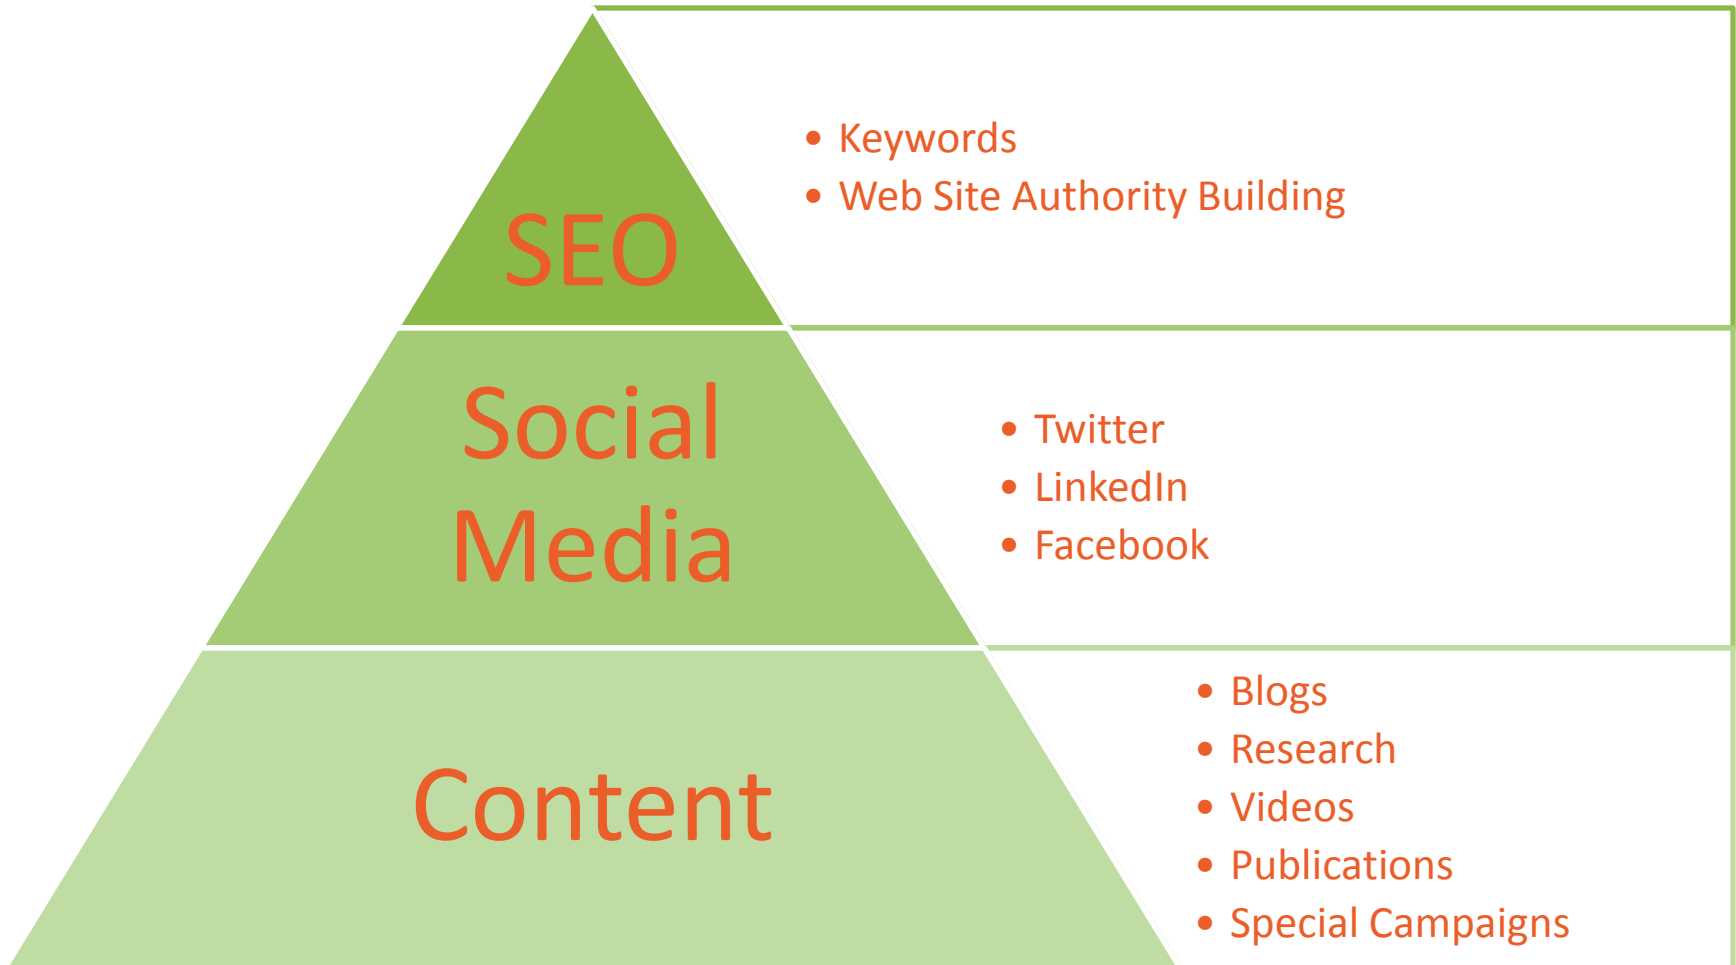 SEO
• Keywords
• Web Site Authority Building
Social
Media
• Twitter
• LinkedIn
• Facebook
Content
• Blogs
• Research
• Videos
• Publications
• Special Campaigns